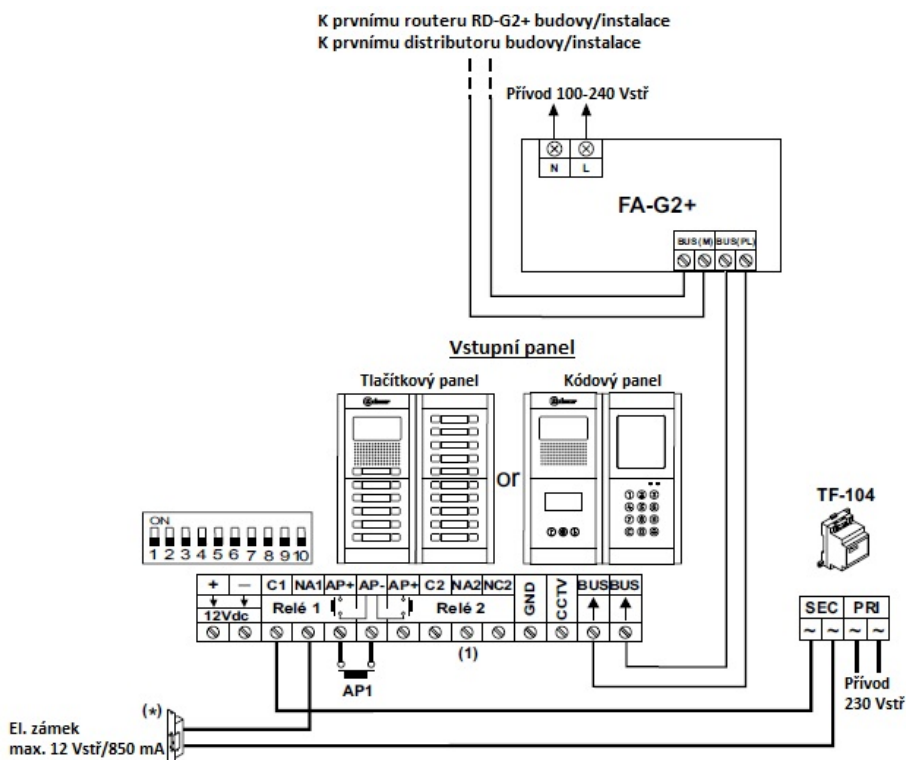 K prvnímu routeru RD-G2+ budovy/instalace
K prvnímu distributoru budovy/instalace
Přívod 100-240 Vstř
N L
FA-G2+
BUS(M) BUS(PL)
Vstupní panel
Tlačítkový panel
Kódový panel
or
TF-104
ON
1 2 3 4 5 6 7 8 9 10
+ − C1 NA1 AP+ AP- AP+ C2 NA2 NC2 GND CCTV BUS BUS
12Vdc Relé 1 Relé 2
SEC PRI
~ ~ ~ ~
(1)
AP1
Přívod
230 Vstř
(*)
El. zámek
max. 12 Vstř/850 mA